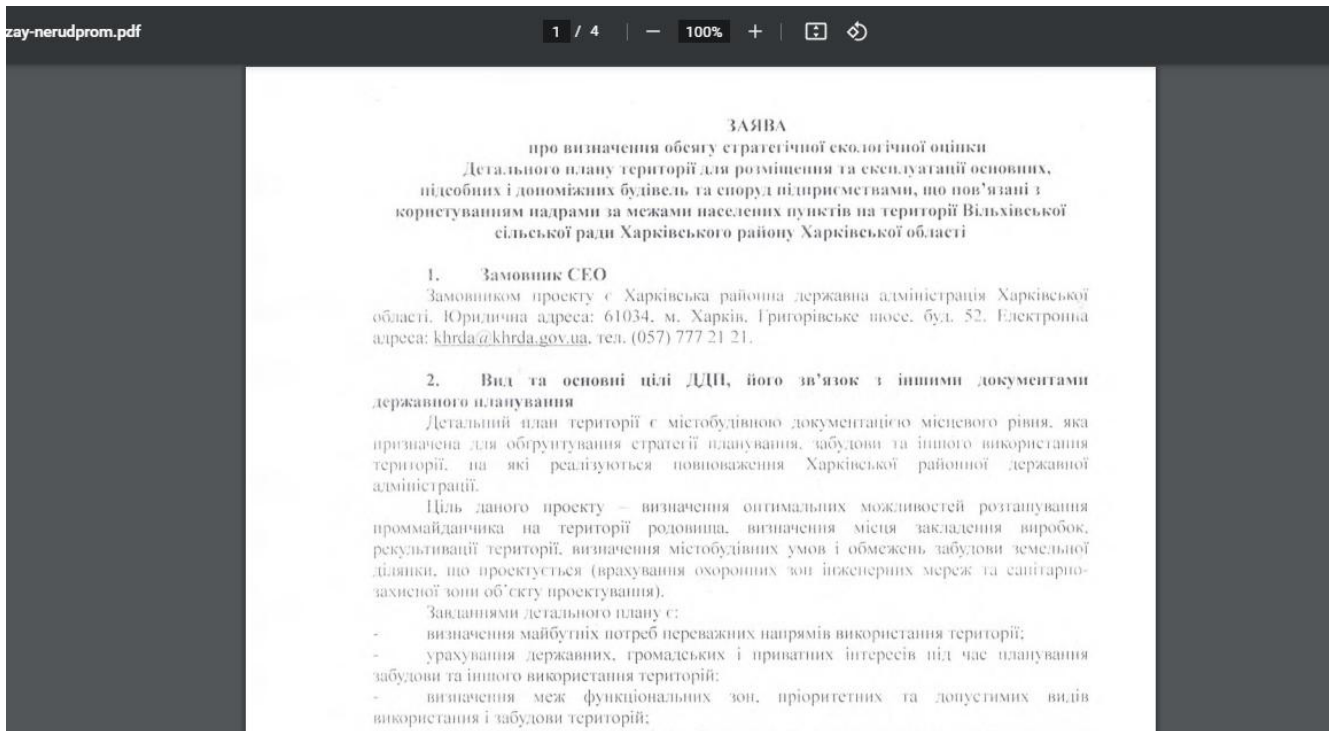 zay-nerudprom.pdf
1 / 4 | − 100% + |
ЗАЯВА
про визначення обсягу стратегічної екологічної оцінки
Детального плану території для розміщення та експлуатації основних,
підсобних і допоміжних будівель та споруд підприємствами, що пов’язані з
користуванням надрами за межами населених пунктів на території Вільхівської
сільської ради Харківського району Харківської області
1. Замовник СЕО
Замовником проекту є Харківська районна державна адміністрація Харківської
області. Юридична адреса: 61034, м. Харків, Григорівське шосе, буд. 52. Електронна
адреса: khrda@khrda.gov.ua, тел. (057) 777 21 21.
2. Вид та основні цілі ДДП, його зв’язок з іншими документами
державного планування
Детальний план території є містобудівною документацією місцевого рівня, яка
призначена для обґрунтування стратегії планування, забудови та іншого використання
території, на які реалізуються повноваження Харківської районної державної
адміністрації.
Ціль даного проекту – визначення оптимальних можливостей розташування
проммайданчика на території родовища, визначення місця закладення виробок,
рекультивації території, визначення містобудівних умов і обмежень забудови земельної
ділянки, що проектується (врахування охоронних зон інженерних мереж та санітарно-
захисної зони об’єкту проектування).
Завданнями детального плану є:
- визначення майбутніх потреб переважних напрямів використання території;
- урахування державних, громадських і приватних інтересів під час планування
забудови та іншого використання територій;
- визначення меж функціональних зон, пріоритетних та допустимих видів
використання і забудови територій;